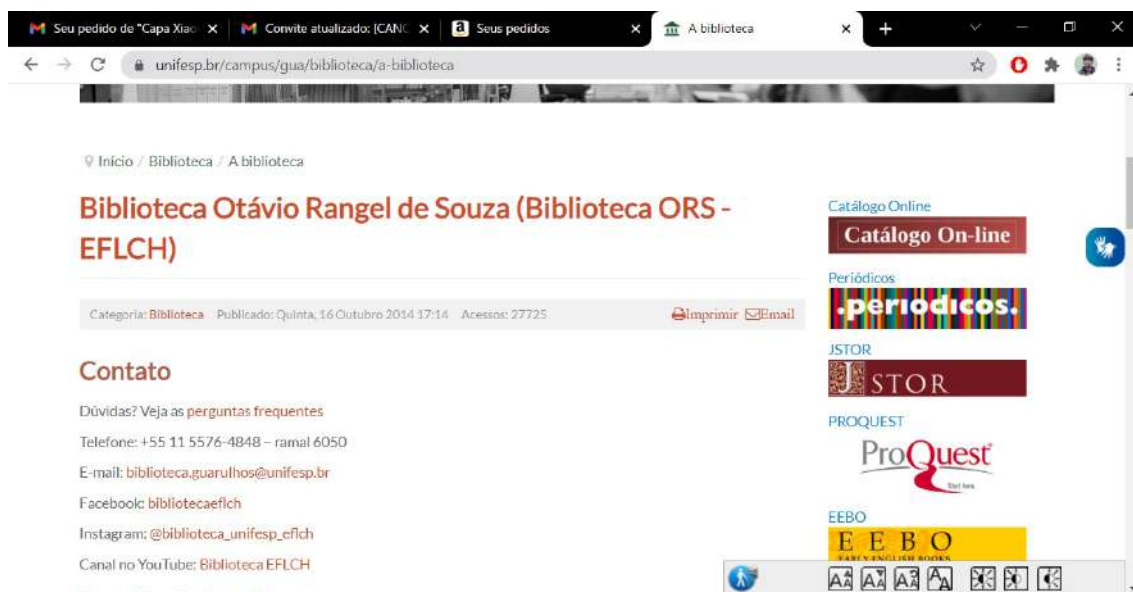 Seu pedido de "Capa Xiao
Convite atualizado: [CANC
Seus pedidos
A biblioteca
unifesp.br/campus/gua/biblioteca/a-biblioteca
Início / Biblioteca / A biblioteca
Biblioteca Otávio Rangel de Souza (Biblioteca ORS -
EFLCH)
Categoria: Biblioteca Publicado: Quinta, 16 Outubro 2014 17:14 Acessos: 27725
Imprimir Email
Contato
Dúvidas? Veja as perguntas frequentes
Telefone: +55 11 5576-4848 – ramal 6050
E-mail: biblioteca.guarulhos@unifesp.br
Facebook: bibliotecaeflch
Instagram: @biblioteca_unifesp_eflch
Canal no YouTube: Biblioteca EFLCH
Catálogo Online
Catálogo On-line
Periódicos
.periodicos.
JSTOR
JSTOR
PROQUEST
ProQuest
Start here.
EEBO
EEBO
EARLY ENGLISH BOOKS